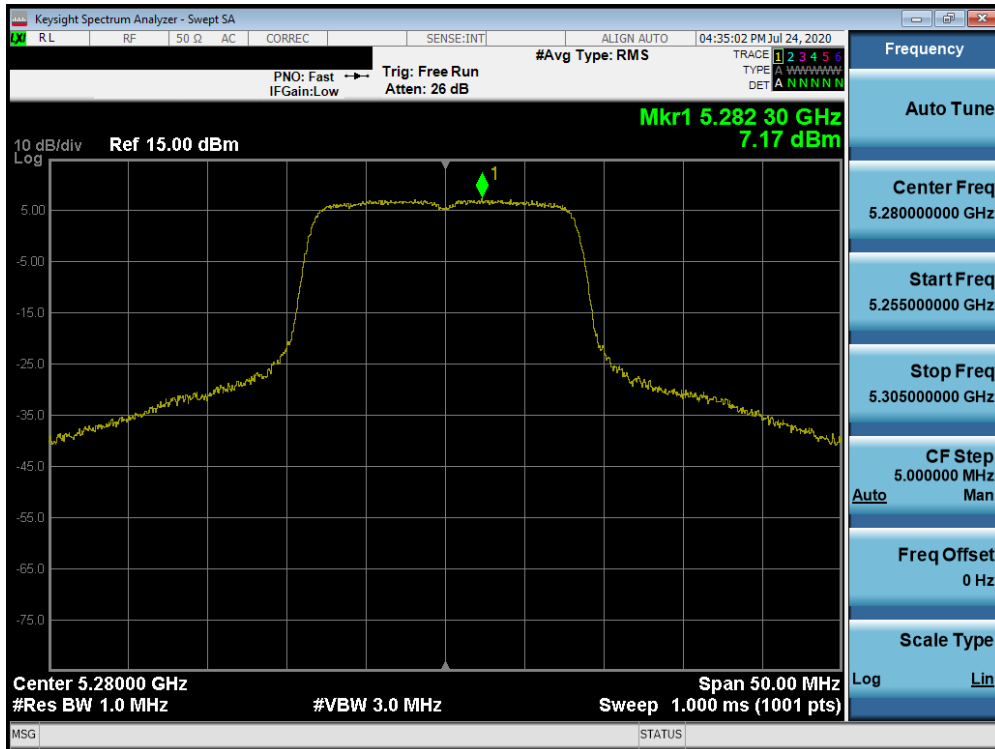 Keysight Spectrum Analyzer - Swept SA
LXI RL RF 50 Ω AC CORREC SENSE:INT ALIGN AUTO 04:35:02 PM Jul 24, 2020
#Avg Type: RMS
TRACE 1 2 3 4 5 6
TYPE A WWWWW
DET A N N N N N
PNO: Fast
IFGain:Low
Trig: Free Run
Atten: 26 dB
Mkr1 5.282 30 GHz
7.17 dBm
10 dB/div Ref 15.00 dBm
Log
1
5.00
-5.00
-15.0
-25.0
-35.0
-45.0
-55.0
-65.0
-75.0
Center 5.28000 GHz Span 50.00 MHz
#Res BW 1.0 MHz #VBW 3.0 MHz Sweep 1.000 ms (1001 pts)
MSG STATUS
Frequency
Auto Tune
Center Freq
5.280000000 GHz
Start Freq
5.255000000 GHz
Stop Freq
5.305000000 GHz
CF Step
5.000000 MHz
Auto Man
Freq Offset
0 Hz
Scale Type
Log Lin